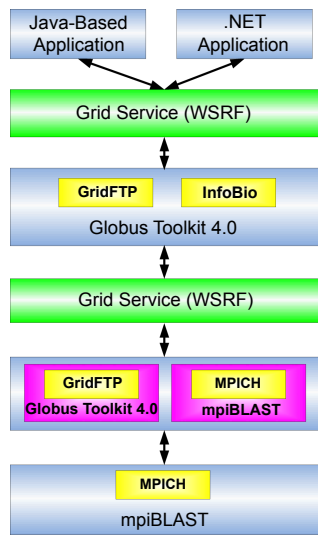 Java-Based
Application
.NET
Application
Grid Service (WSRF)
GridFTP
InfoBio
Globus Toolkit 4.0
Grid Service (WSRF)
GridFTP
Globus Toolkit 4.0
MPICH
mpiBLAST
MPICH
mpiBLAST